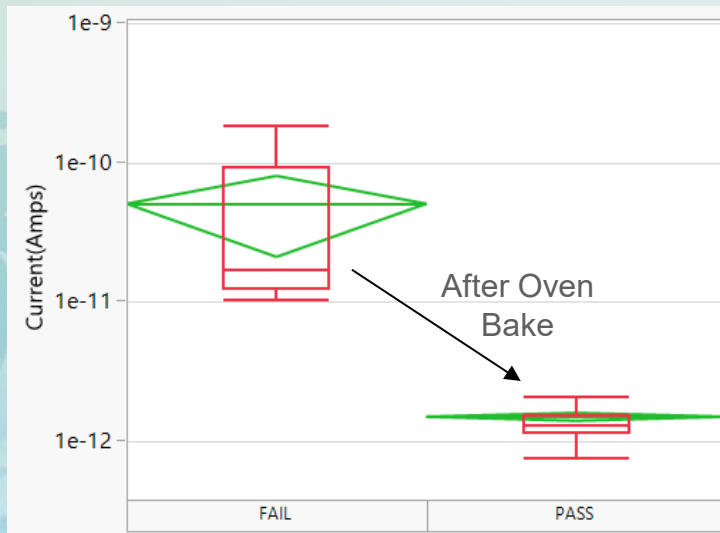 1e-9
1e-10
1e-11
1e-12
Current(Amps)
After Oven
Bake
FAIL
PASS